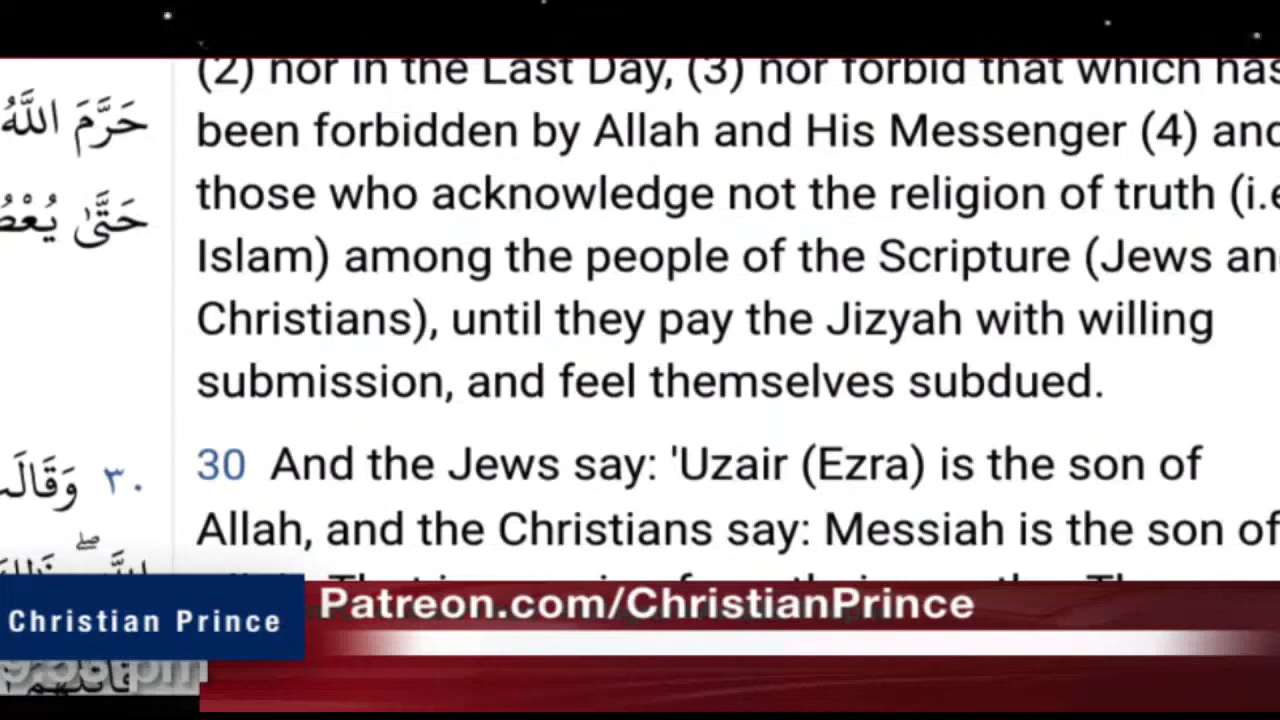 (2) nor in the Last Day, (3) nor forbid that which has
been forbidden by Allah and His Messenger (4) and
those who acknowledge not the religion of truth (i.e
Islam) among the people of the Scripture (Jews and
Christians), until they pay the Jizyah with willing
submission, and feel themselves subdued.
حَرَّمَ اللَّهُ
حَتَّىٰ
30 And the Jews say: 'Uzair (Ezra) is the son of
Allah, and the Christians say: Messiah is the son of
٣٠
Patreon.com/ChristianPrince
Christian Prince